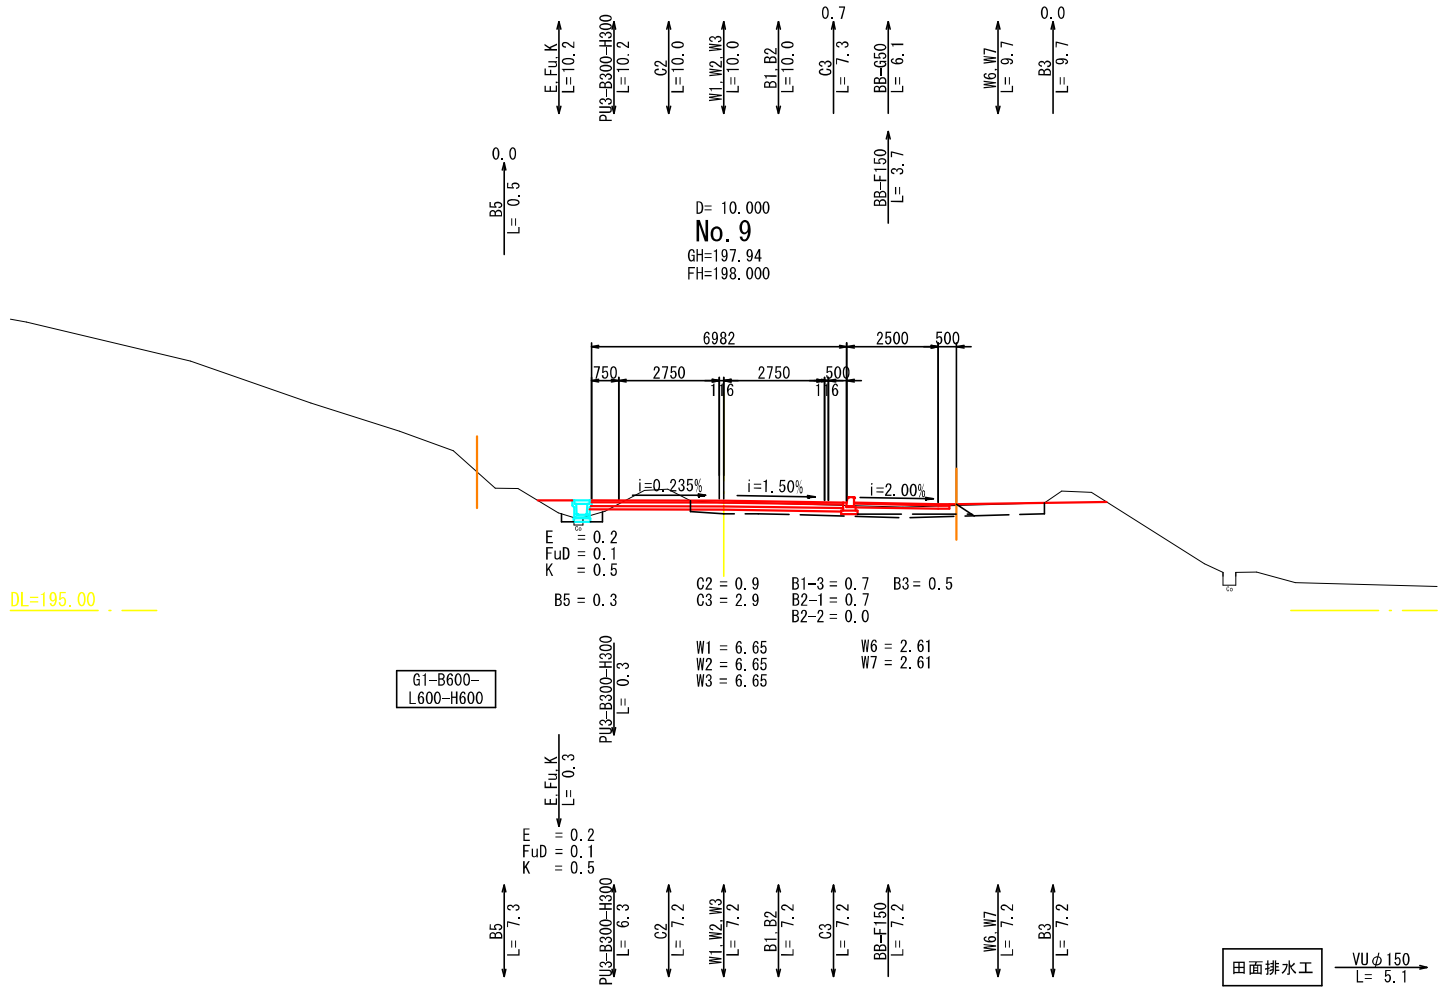 E, Fu, K
L=10.2
PU3-B300-H300
L=10.2
C2
L=10.0
W1, W2, W3
L=10.0
B1, B2
L=10.0
0.7
C3
L= 7.3
BB-G50
L= 6.1
W6, W7
L= 9.7
0.0
B3
L= 9.7
0.0
B5
L= 0.5
BB-F150
L= 3.7
D= 10.000
No. 9
GH=197.94
FH=198.000
6982
2500
500
750
2750
116
2750
116
500
i=0.235%
i=1.50%
i=2.00%
Co
Co
E = 0.2
FuD = 0.1
K = 0.5
B5 = 0.3
C2 = 0.9
C3 = 2.9
B1-3 = 0.7
B2-1 = 0.7
B2-2 = 0.0
B3 = 0.5
DL=195.00
W1 = 6.65
W2 = 6.65
W3 = 6.65
W6 = 2.61
W7 = 2.61
G1-B600-
L600-H600
PU3-B300-H300
L= 0.3
E, Fu, K
L= 0.3
E = 0.2
FuD = 0.1
K = 0.5
B5
L= 7.3
PU3-B300-H300
L= 6.3
C2
L= 7.2
W1, W2, W3
L= 7.2
B1, B2
L= 7.2
C3
L= 7.2
BB-F150
L= 7.2
W6, W7
L= 7.2
B3
L= 7.2
田面排水工
VUφ150
L= 5.1